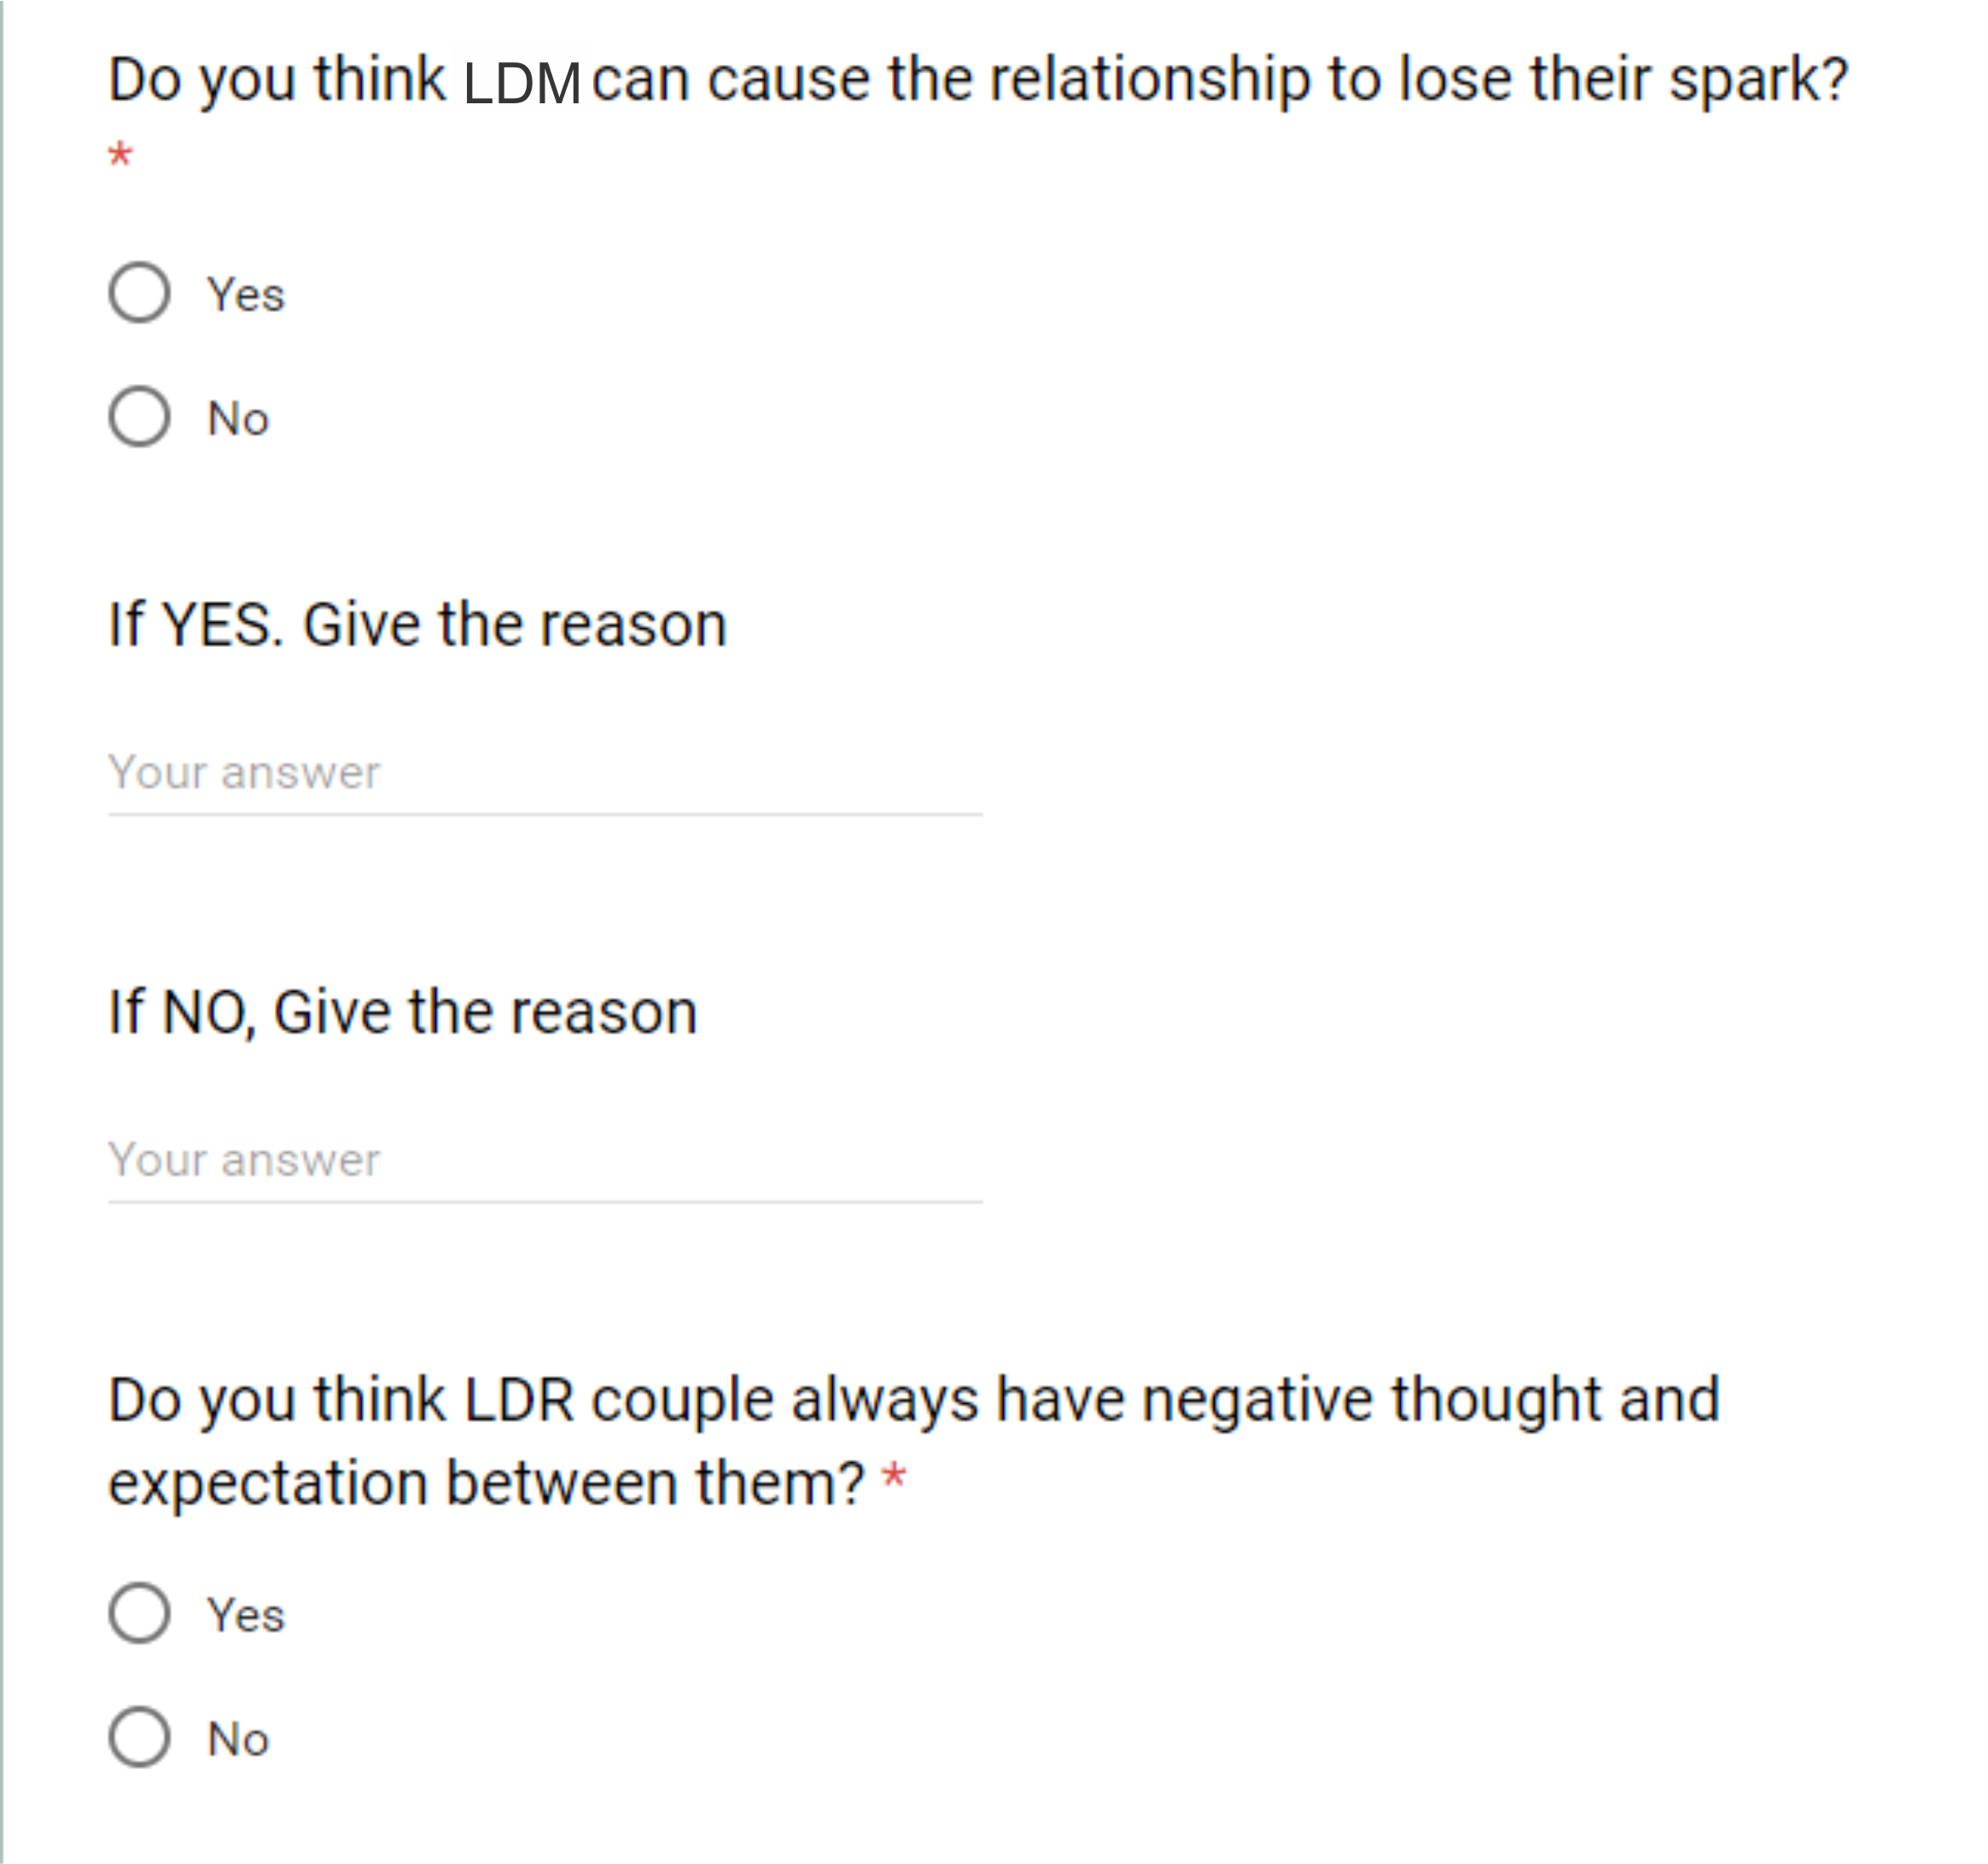 Do you think LDM can cause the relationship to lose their spark?
*
Yes
No
If YES. Give the reason
Your answer
If NO, Give the reason
Your answer
Do you think LDR couple always have negative thought and
expectation between them? *
Yes
No